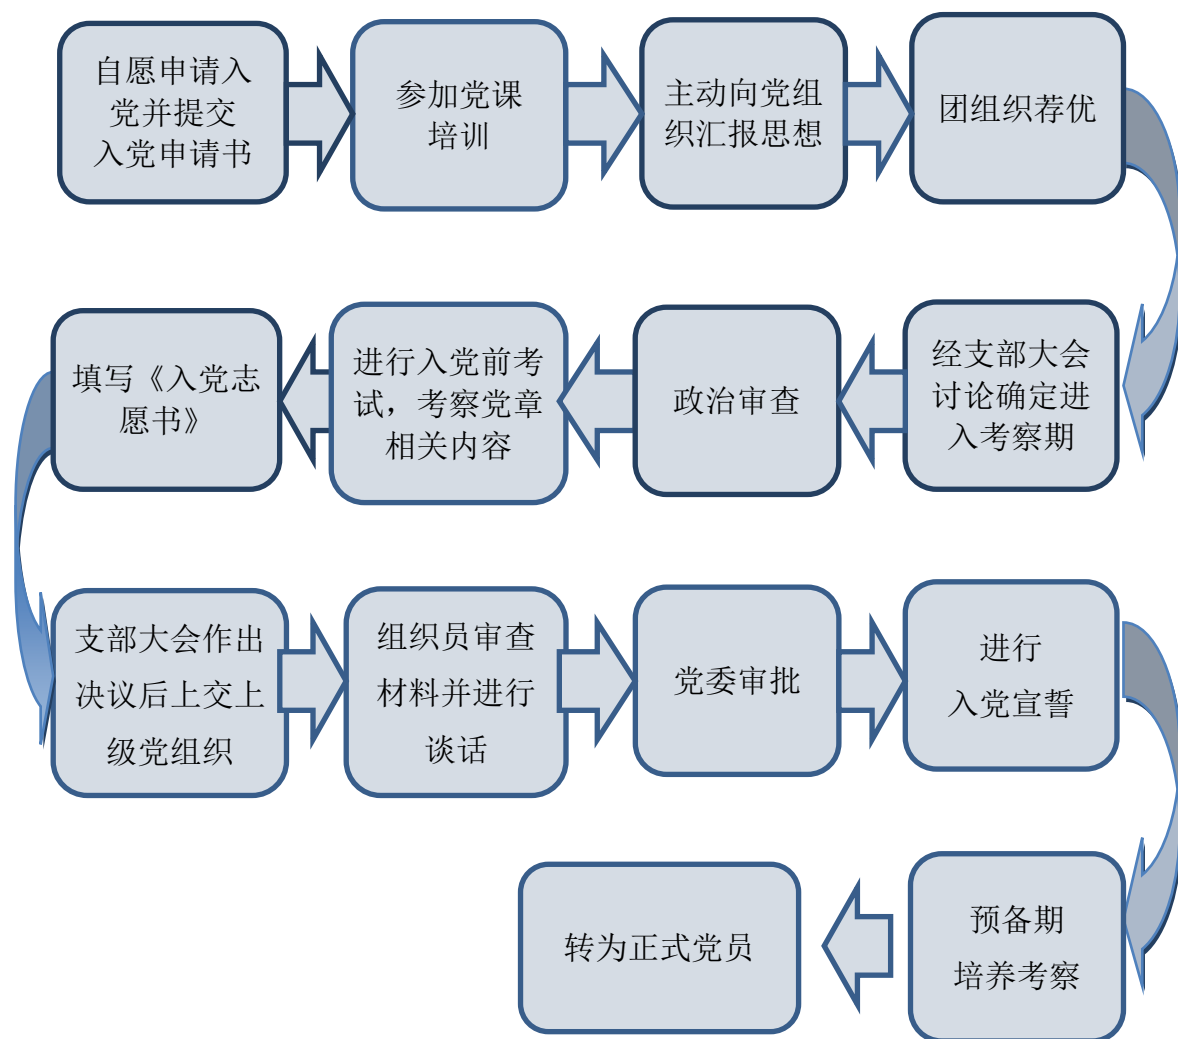 自愿申请入
党并提交
入党申请书
参加党课
培训
主动向党组
织汇报思想
团组织荐优
经支部大会
讨论确定进
入考察期
政治审查
进行入党前考
试，考察党章
相关内容
填写《入党志
愿书》
支部大会作出
决议后上交上
级党组织
组织员审查
材料并进行
谈话
党委审批
进行
入党宣誓
预备期
培养考察
转为正式党员